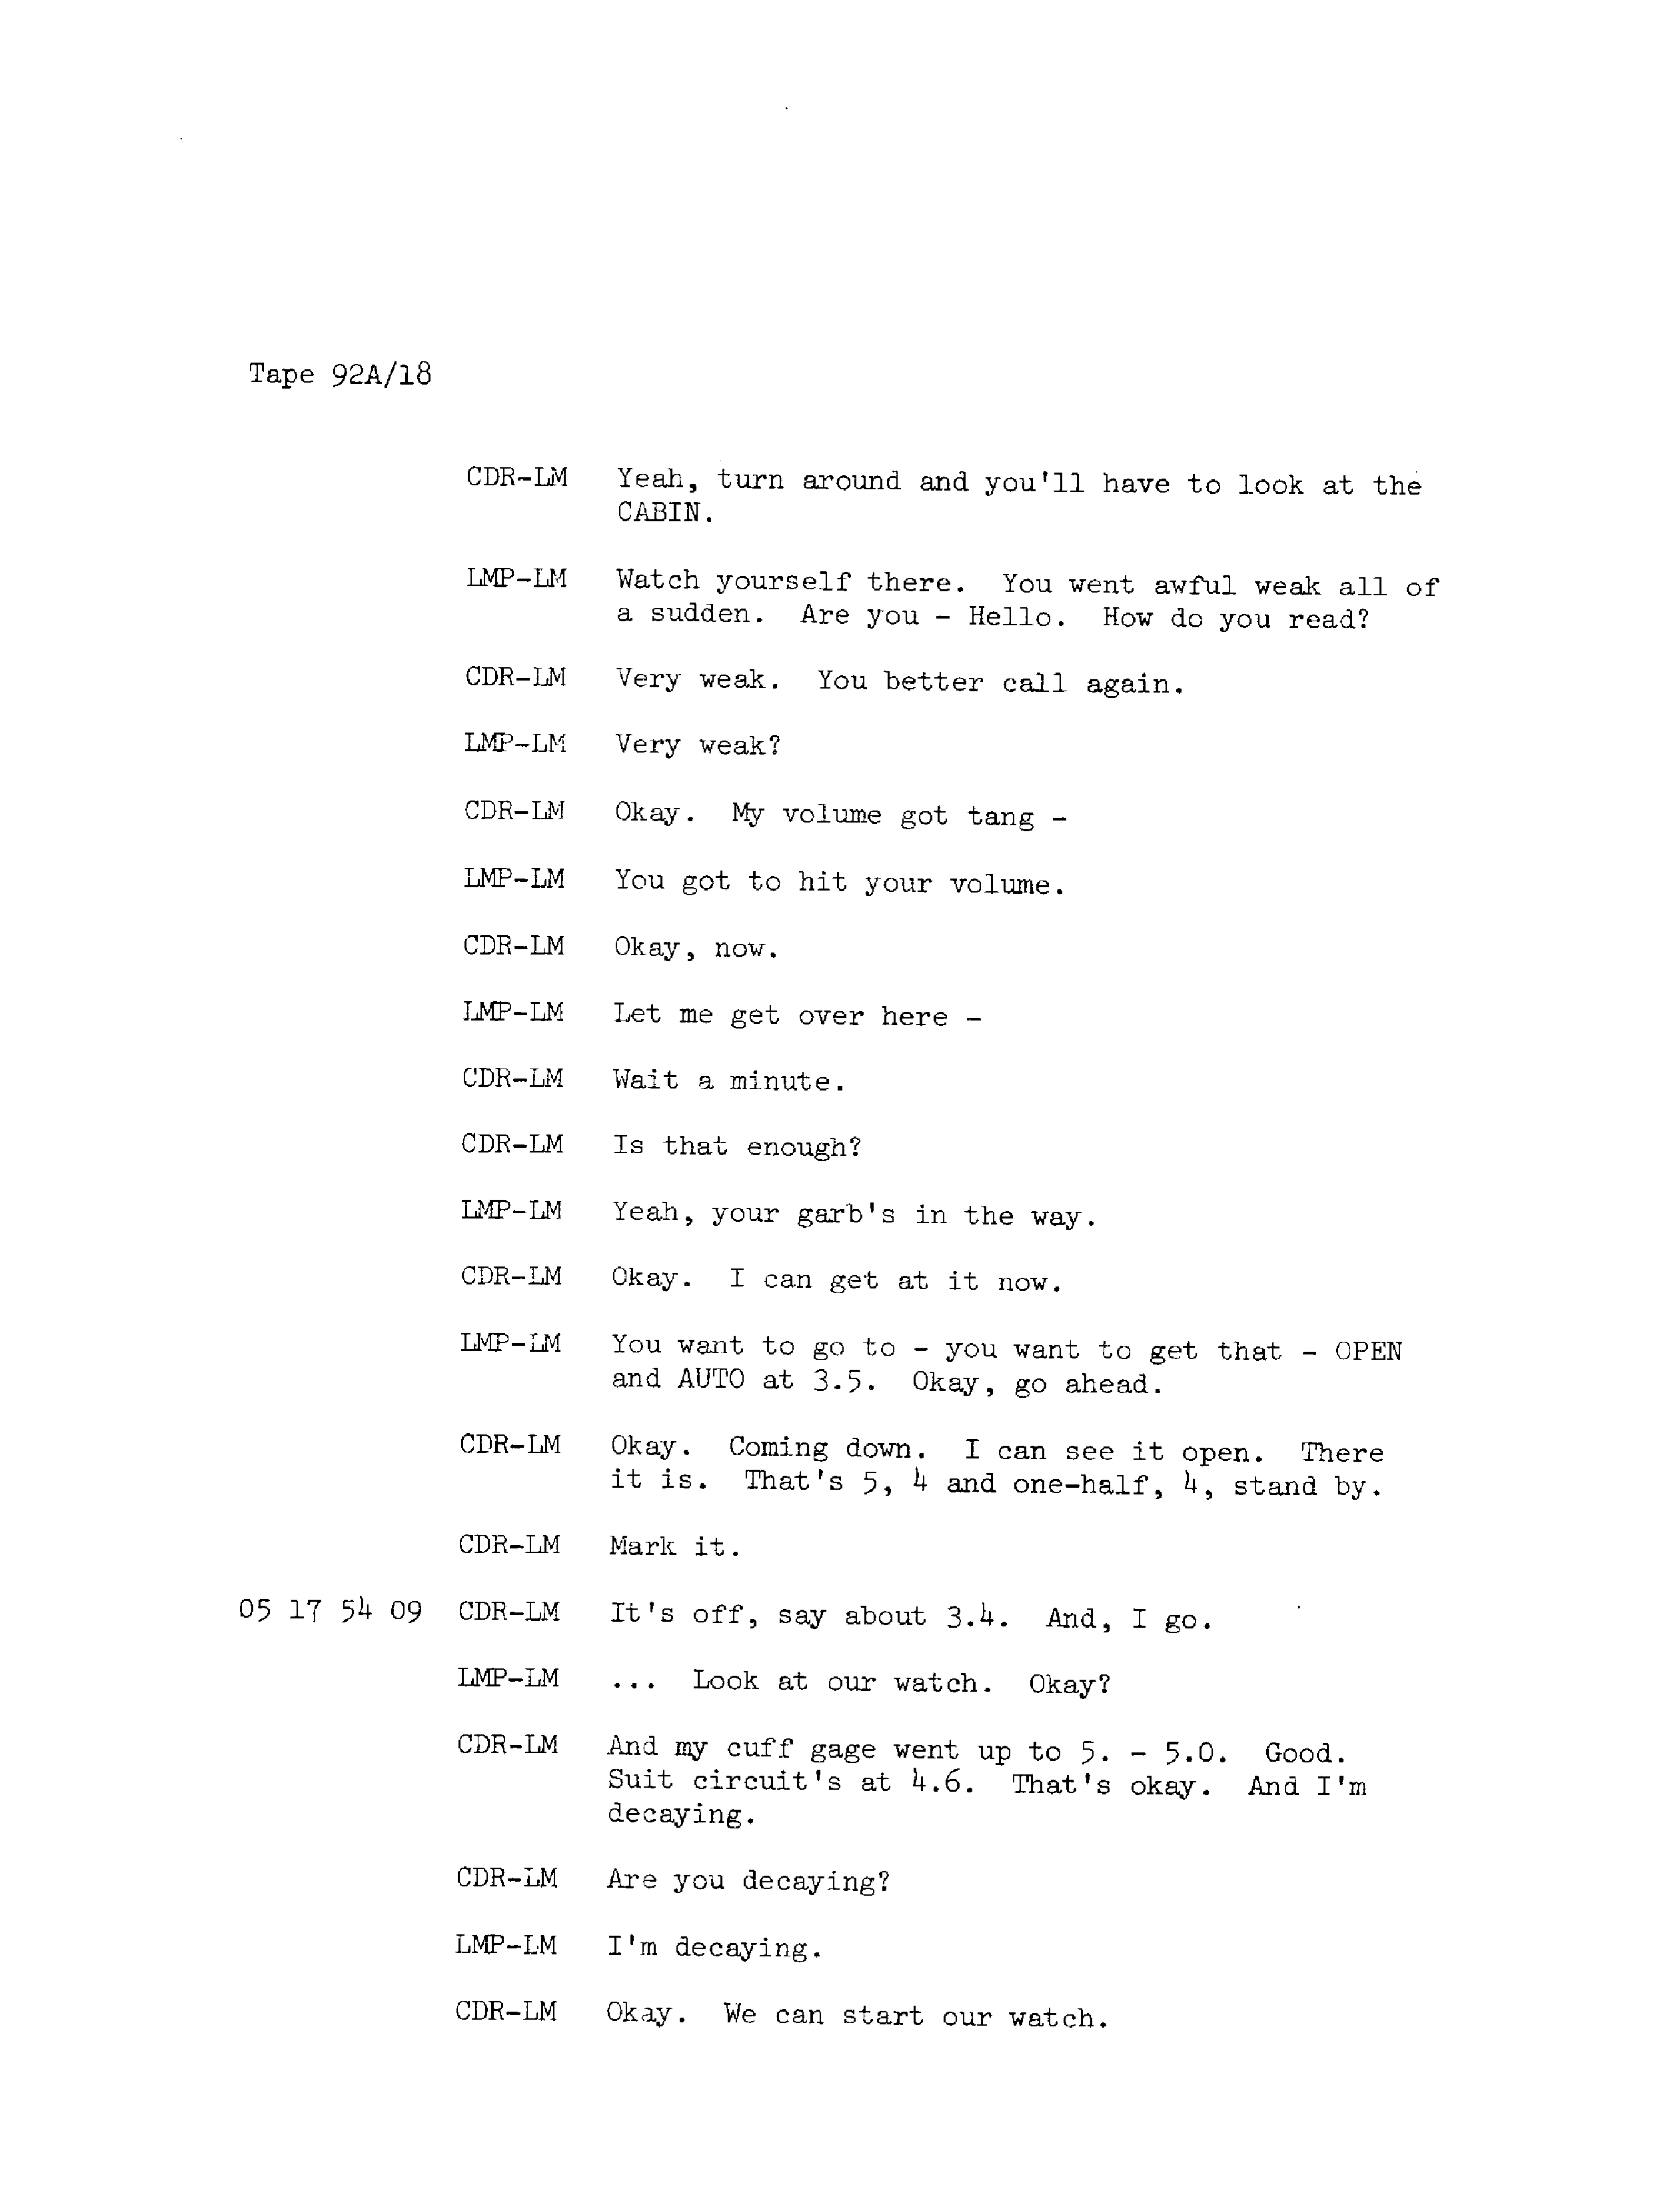 Tape 92A/18
CDR-LM Yeah, turn around and you'll have to look at the
CABIN.
LMP-LM Watch yourself there. You went awful weak all of
a sudden. Are you - Hello. How do you read?
CDR-LM Very weak. You better call again.
LMP-LM Very weak?
CDR-LM Okay. My volume got tang -
LMP-LM You got to hit your volume.
CDR-LM Okay, now.
LMP-LM Let me get over here -
CDR-LM Wait a minute.
CDR-LM Is that enough?
LMP-LM Yeah, your garb's in the way.
CDR-LM Okay. I can get at it now.
LMP-LM You want to go to - you want to get that - OPEN
and AUTO at 3.5. Okay, go ahead.
CDR-LM Okay. Coming down. I can see it open. There
it is. That's 5, 4 and one-half, 4, stand by.
CDR-LM Mark it.
05 17 54 09 CDR-LM It's off, say about 3.4. And, I go.
LMP-LM ... Look at our watch. Okay?
CDR-LM And my cuff gage went up to 5. - 5.0. Good.
Suit circuit's at 4.6. That's okay. And I'm
decaying.
CDR-LM Are you decaying?
LMP-LM I'm decaying.
CDR-LM Okay. We can start our watch.